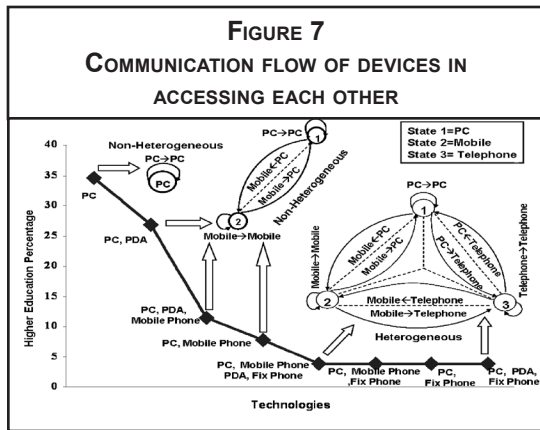 FIGURE 7
COMMUNICATION FLOW OF DEVICES IN
ACCESSING EACH OTHER
State 1=PC
State 2=Mobile
State 3= Telephone
Non-Heterogeneous
PC→PC
PC
PC→PC
1
Mobile←PC
Mobile→PC
Non-Heterogeneous
2
Mobile→Mobile
PC→PC
1
Mobile→Mobile
Mobile←PC
Mobile→PC
PC←Telephone
PC→Telephone
Telephone→Telephone
2
3
Mobile←Telephone
Mobile→Telephone
Heterogeneous
Higher Education Percentage
40
35
30
25
20
15
10
5
0
PC
PC, PDA
PC, PDA,
Mobile Phone
PC, Mobile Phone
PC, Mobile Phone
PDA, Fix Phone
PC, Mobile Phone
,Fix Phone
PC,
Fix Phone
PC, PDA,
Fix Phone
Technologies